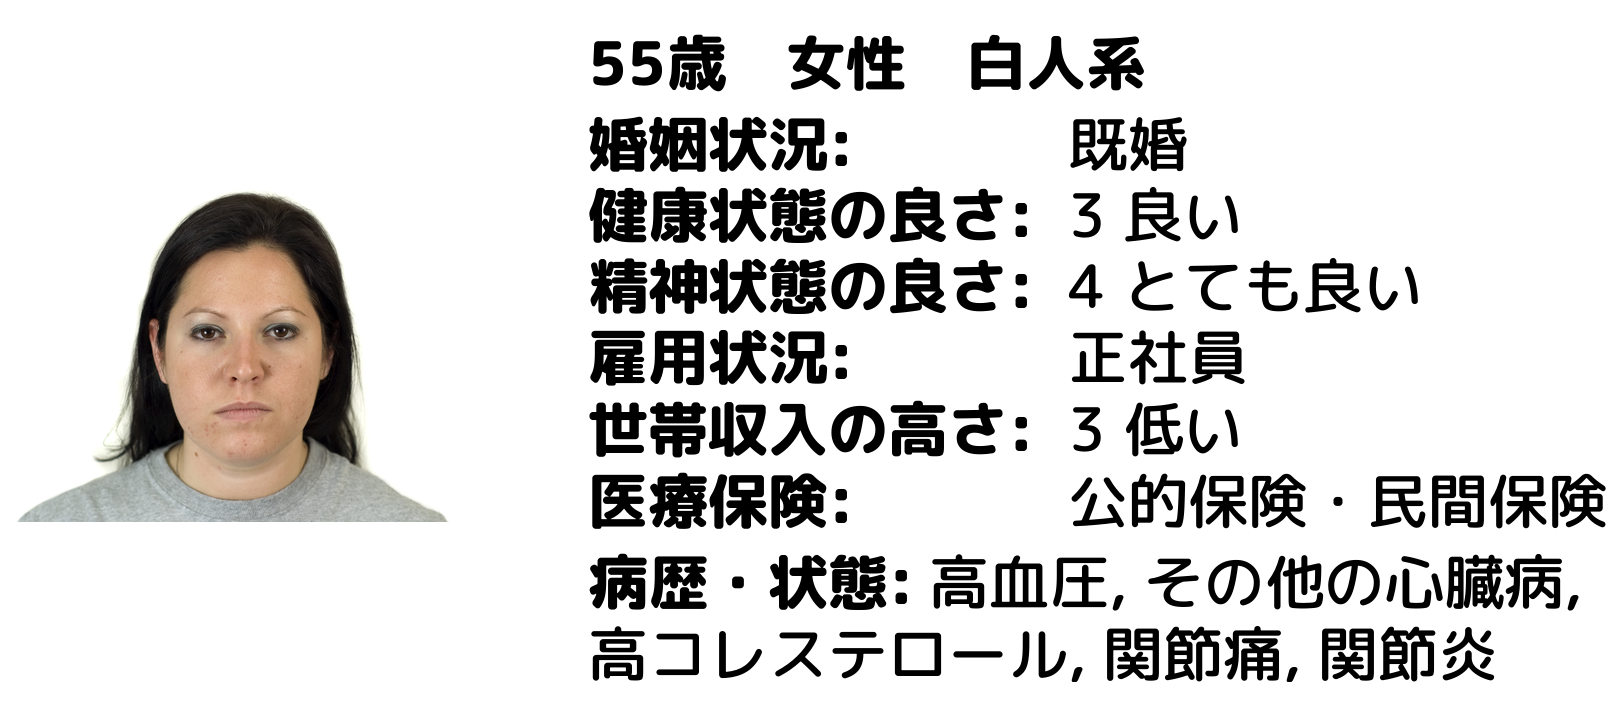 55歳　女性　白人系
婚姻状況: 既婚
健康状態の良さ: 3 良い
精神状態の良さ: 4 とても良い
雇用状況: 正社員
世帯収入の高さ: 3 低い
医療保険: 公的保険・民間保険
病歴・状態: 高血圧, その他の心臓病,
高コレステロール, 関節痛, 関節炎